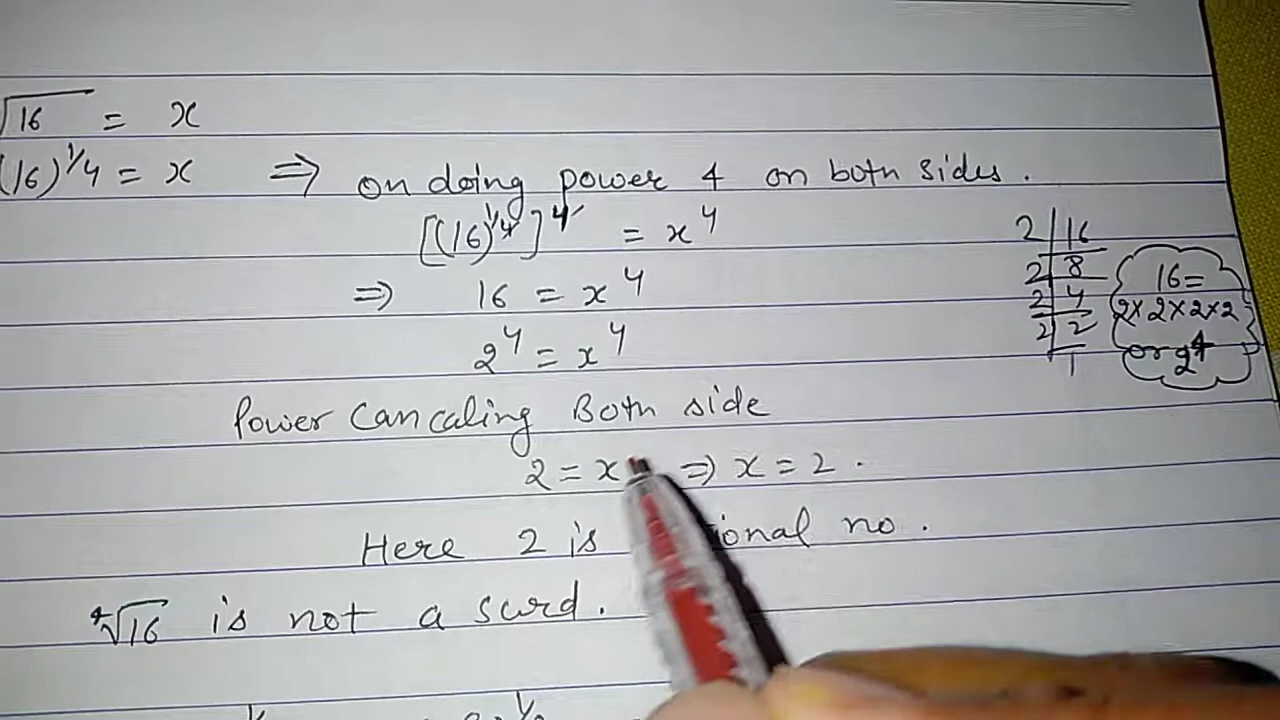 √16 = x
(16)^1/4 = x ⇒ on doing power 4 on both sides.
[(16)^1/4]^4 = x^4
⇒ 16 = x^4
2^4 = x^4
Power Cancaling Both side
2 = x ⇒ x = 2.
Here 2 is no.
⁴√16 is not a surd.
2 | 16
2 | 8
2 | 4
2 | 2
1
16 =
2×2×2×2
or 2^4